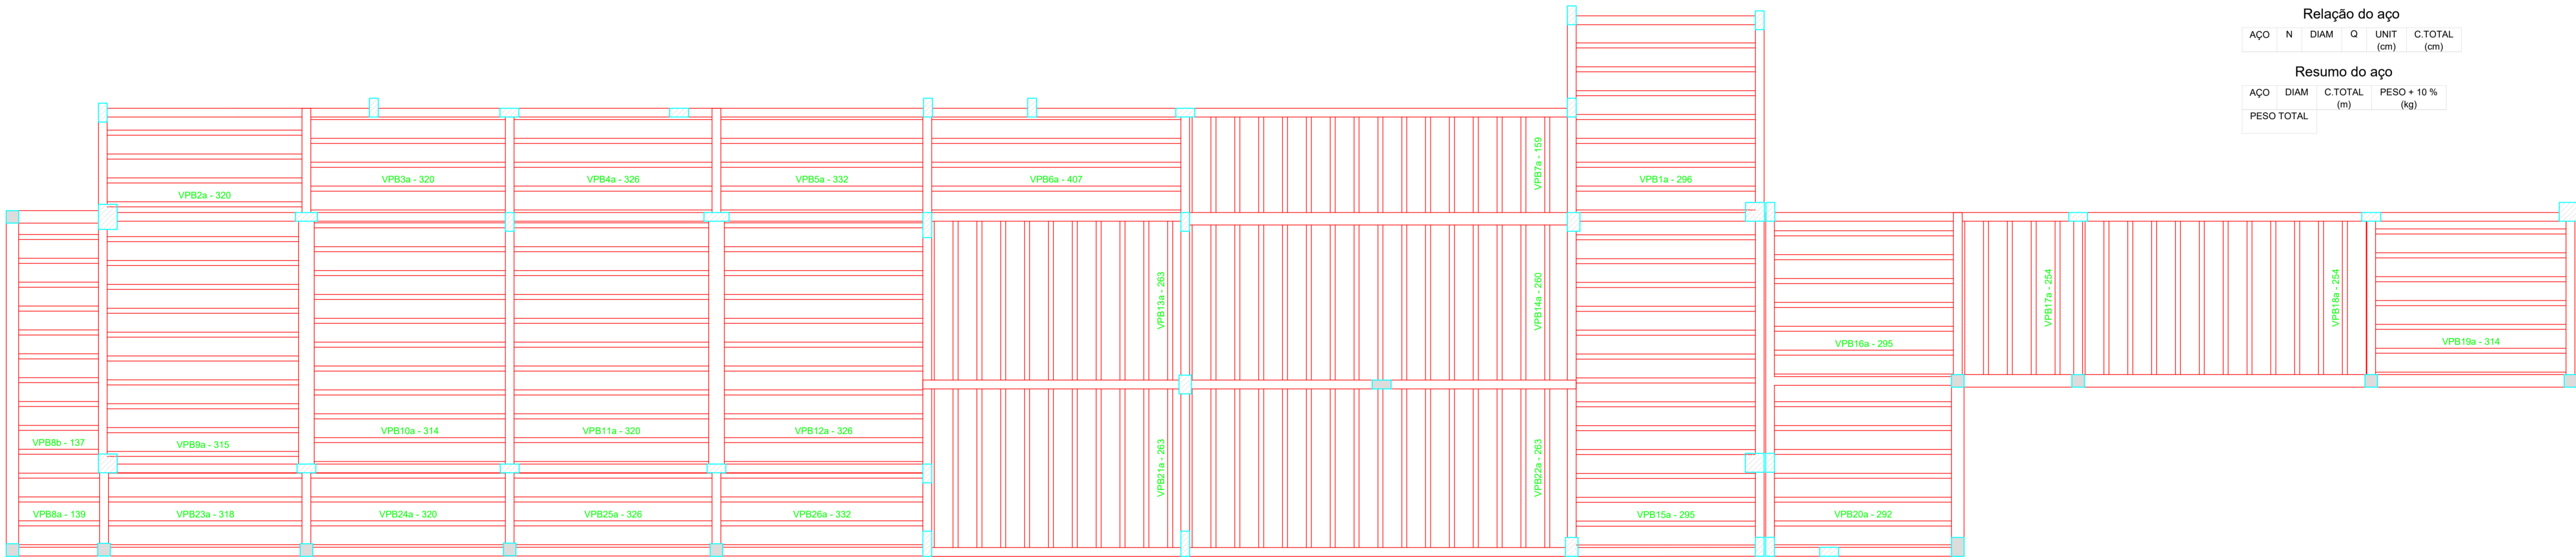 Relação do aço
AÇO N DIAM Q UNIT C.TOTAL
(cm) (cm)
Resumo do aço
AÇO DIAM C.TOTAL PESO + 10 %
(m) (kg)
PESO TOTAL
VPB2a - 320
VPB3a - 320
VPB4a - 326
VPB5a - 332
VPB6a - 407
VPB7a - 159
VPB1a - 296
VPB8b - 137
VPB9a - 315
VPB10a - 314
VPB11a - 320
VPB12a - 326
VPB13a - 263
VPB14a - 260
VPB16a - 295
VPB17a - 254
VPB18a - 254
VPB19a - 314
VPB8a - 139
VPB23a - 318
VPB24a - 320
VPB25a - 326
VPB26a - 332
VPB21a - 263
VPB22a - 263
VPB15a - 295
VPB20a - 292